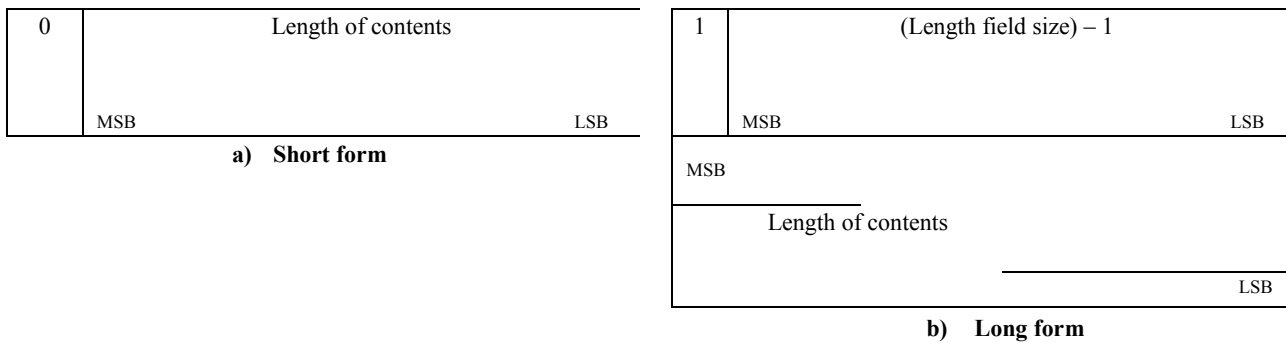 0 Length of contents
MSB LSB
a) Short form
1 (Length field size) – 1
MSB LSB
MSB
Length of contents
LSB
b) Long form